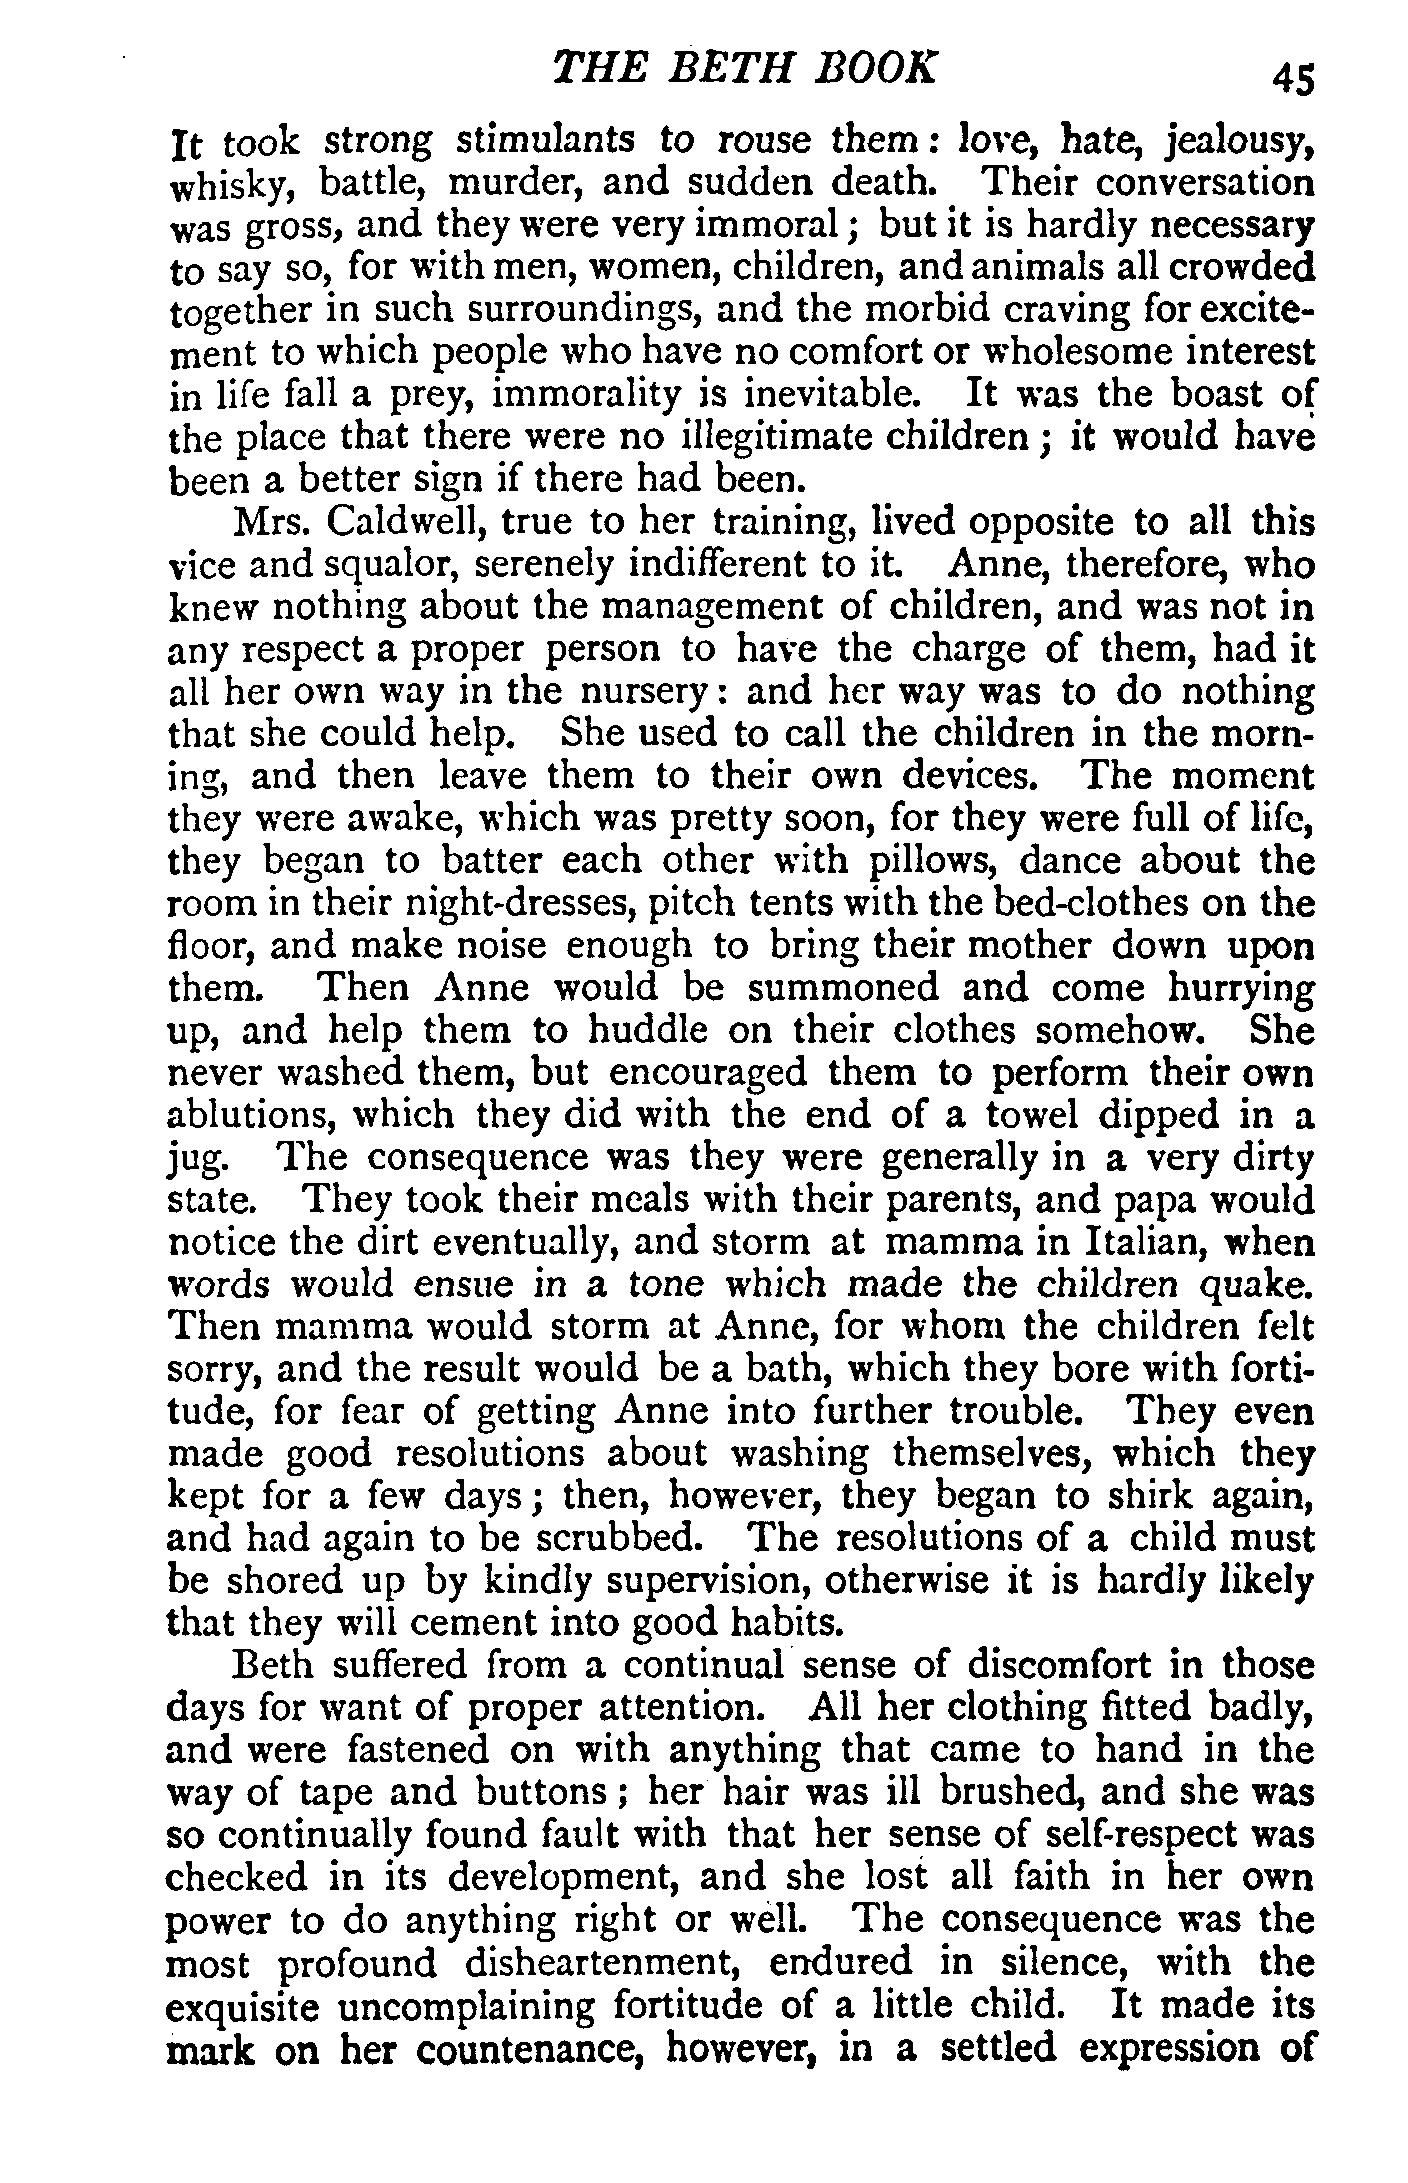 THE BETH BOOK 45
It took strong stimulants to rouse them : love, hate, jealousy,
whisky, battle, murder, and sudden death. Their conversation
was gross, and they were very immoral ; but it is hardly necessary
to say so, for with men, women, children, and animals all crowded
together in such surroundings, and the morbid craving for excite-
ment to which people who have no comfort or wholesome interest
in life fall a prey, immorality is inevitable. It was the boast of
the place that there were no illegitimate children ; it would have
been a better sign if there had been.
Mrs. Caldwell, true to her training, lived opposite to all this
vice and squalor, serenely indifferent to it. Anne, therefore, who
knew nothing about the management of children, and was not in
any respect a proper person to have the charge of them, had it
all her own way in the nursery : and her way was to do nothing
that she could help. She used to call the children in the morn-
ing, and then leave them to their own devices. The moment
they were awake, which was pretty soon, for they were full of life,
they began to batter each other with pillows, dance about the
room in their night-dresses, pitch tents with the bed-clothes on the
floor, and make noise enough to bring their mother down upon
them. Then Anne would be summoned and come hurrying
up, and help them to huddle on their clothes somehow. She
never washed them, but encouraged them to perform their own
ablutions, which they did with the end of a towel dipped in a
jug. The consequence was they were generally in a very dirty
state. They took their meals with their parents, and papa would
notice the dirt eventually, and storm at mamma in Italian, when
words would ensue in a tone which made the children quake.
Then mamma would storm at Anne, for whom the children felt
sorry, and the result would be a bath, which they bore with forti-
tude, for fear of getting Anne into further trouble. They even
made good resolutions about washing themselves, which they
kept for a few days ; then, however, they began to shirk again,
and had again to be scrubbed. The resolutions of a child must
be shored up by kindly supervision, otherwise it is hardly likely
that they will cement into good habits.
Beth suffered from a continual sense of discomfort in those
days for want of proper attention. All her clothing fitted badly,
and were fastened on with anything that came to hand in the
way of tape and buttons ; her hair was ill brushed, and she was
so continually found fault with that her sense of self-respect was
checked in its development, and she lost all faith in her own
power to do anything right or well. The consequence was the
most profound disheartenment, endured in silence, with the
exquisite uncomplaining fortitude of a little child. It made its
mark on her countenance, however, in a settled expression of